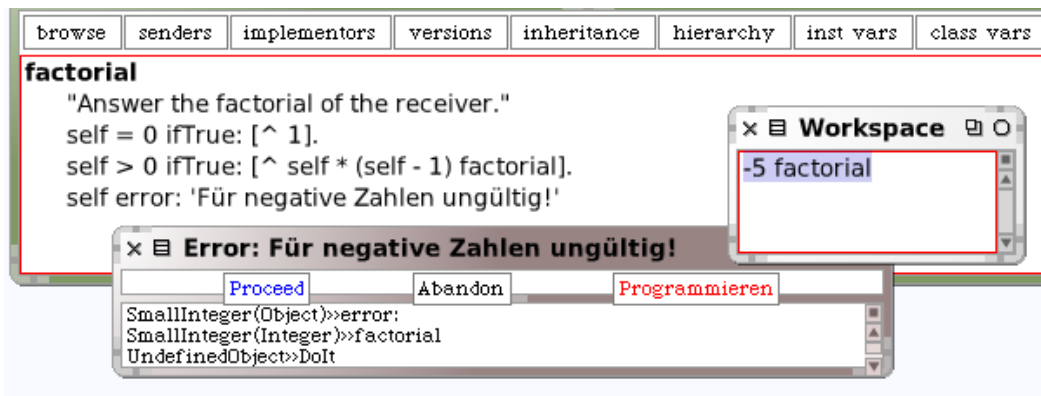 browse senders implementors versions inheritance hierarchy inst vars class vars
factorial
"Answer the factorial of the receiver."
self = 0 ifTrue: [^ 1].
self > 0 ifTrue: [^ self * (self - 1) factorial].
self error: 'Für negative Zahlen ungültig!'
Workspace
-5 factorial
Error: Für negative Zahlen ungültig!
Proceed Abandon Programmieren
SmallInteger(Object)>>error:
SmallInteger(Integer)>>factorial
UndefinedObject>>DoIt